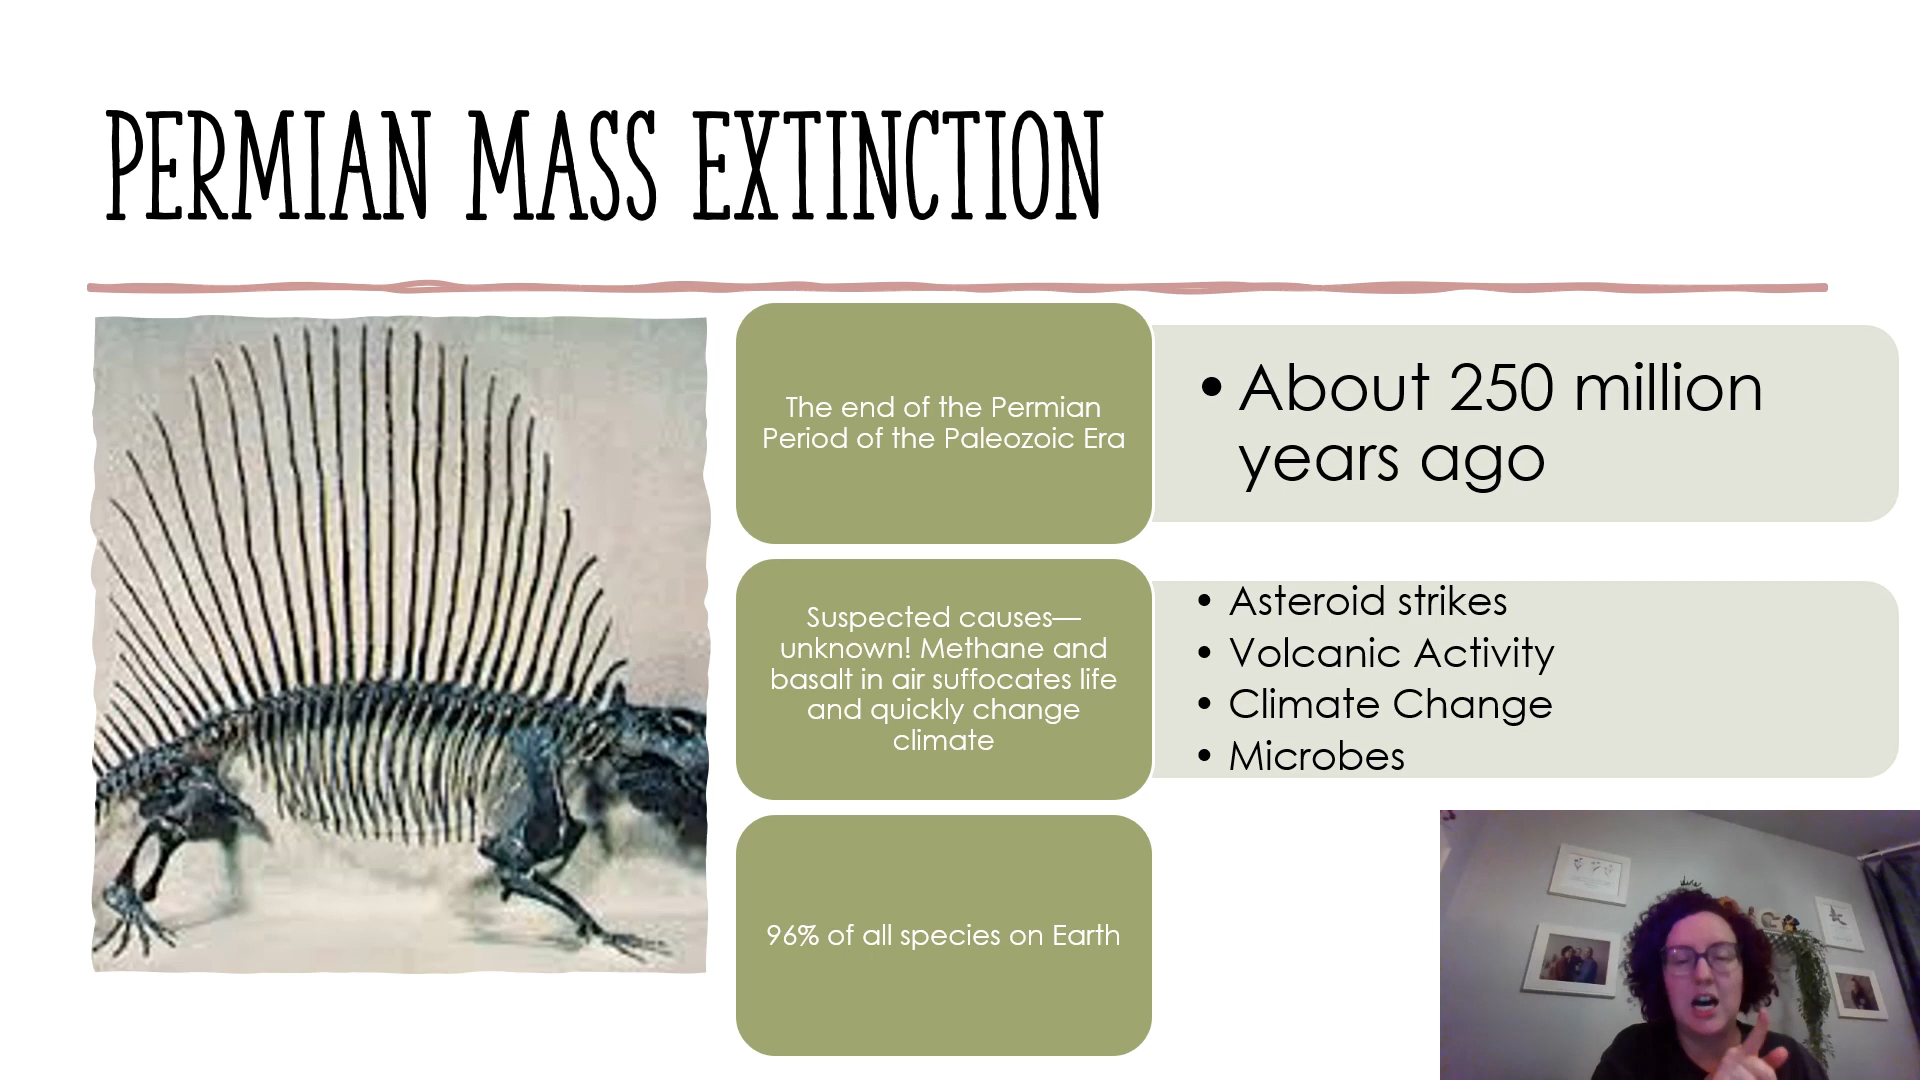 PERMIAN MASS EXTINCTION
The end of the Permian
Period of the Paleozoic Era
• About 250 million
years ago
Suspected causes—
unknown! Methane and
basalt in air suffocates life
and quickly change
climate
• Asteroid strikes
• Volcanic Activity
• Climate Change
• Microbes
96% of all species on Earth